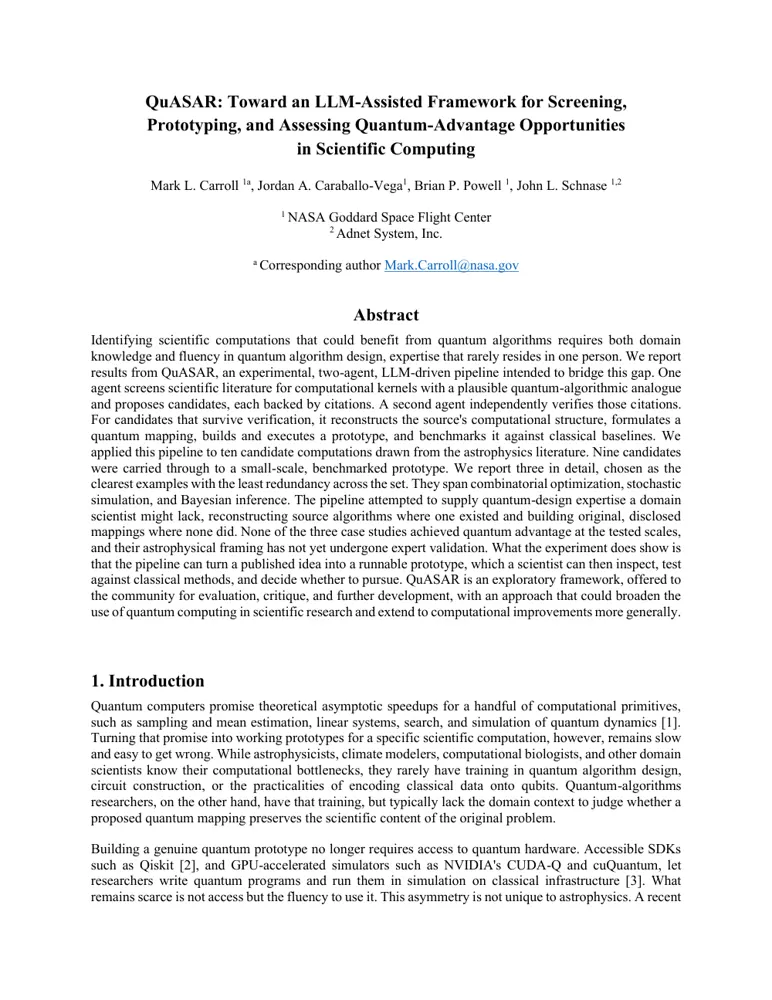 QuASAR: Toward an LLM-Assisted Framework for Screening,
Prototyping, and Assessing Quantum-Advantage Opportunities
in Scientific Computing
Mark L. Carroll 1a, Jordan A. Caraballo-Vega1, Brian P. Powell 1, John L. Schnase 1,2
1 NASA Goddard Space Flight Center
2 Adnet System, Inc.
a Corresponding author Mark.Carroll@nasa.gov
Abstract
Identifying scientific computations that could benefit from quantum algorithms requires both domain
knowledge and fluency in quantum algorithm design, expertise that rarely resides in one person. We report
results from QuASAR, an experimental, two-agent, LLM-driven pipeline intended to bridge this gap. One
agent screens scientific literature for computational kernels with a plausible quantum-algorithmic analogue
and proposes candidates, each backed by citations. A second agent independently verifies those citations.
For candidates that survive verification, it reconstructs the source's computational structure, formulates a
quantum mapping, builds and executes a prototype, and benchmarks it against classical baselines. We
applied this pipeline to ten candidate computations drawn from the astrophysics literature. Nine candidates
were carried through to a small-scale, benchmarked prototype. We report three in detail, chosen as the
clearest examples with the least redundancy across the set. They span combinatorial optimization, stochastic
simulation, and Bayesian inference. The pipeline attempted to supply quantum-design expertise a domain
scientist might lack, reconstructing source algorithms where one existed and building original, disclosed
mappings where none did. None of the three case studies achieved quantum advantage at the tested scales,
and their astrophysical framing has not yet undergone expert validation. What the experiment does show is
that the pipeline can turn a published idea into a runnable prototype, which a scientist can then inspect, test
against classical methods, and decide whether to pursue. QuASAR is an exploratory framework, offered to
the community for evaluation, critique, and further development, with an approach that could broaden the
use of quantum computing in scientific research and extend to computational improvements more generally.
1. Introduction
Quantum computers promise theoretical asymptotic speedups for a handful of computational primitives,
such as sampling and mean estimation, linear systems, search, and simulation of quantum dynamics [1].
Turning that promise into working prototypes for a specific scientific computation, however, remains slow
and easy to get wrong. While astrophysicists, climate modelers, computational biologists, and other domain
scientists know their computational bottlenecks, they rarely have training in quantum algorithm design,
circuit construction, or the practicalities of encoding classical data onto qubits. Quantum-algorithms
researchers, on the other hand, have that training, but typically lack the domain context to judge whether a
proposed quantum mapping preserves the scientific content of the original problem.
Building a genuine quantum prototype no longer requires access to quantum hardware. Accessible SDKs
such as Qiskit [2], and GPU-accelerated simulators such as NVIDIA's CUDA-Q and cuQuantum, let
researchers write quantum programs and run them in simulation on classical infrastructure [3]. What
remains scarce is not access but the fluency to use it. This asymmetry is not unique to astrophysics. A recent